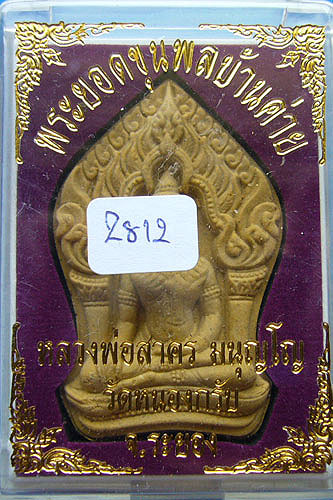 พระยอดขุนพลบ้านค่าย
2812
หลวงพ่อสาคร มนุญโญ
วัดหนองกรับ
จ.ระยอง